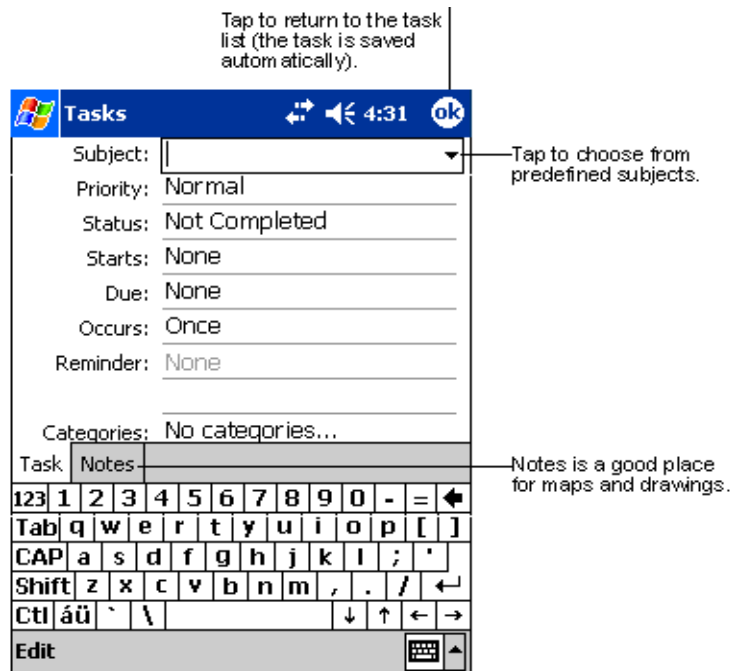 Tap to return to the task
list (the task is saved
automatically).
Tasks 4:31 ok
Subject:
Tap to choose from
predefined subjects.
Priority: Normal
Status: Not Completed
Starts: None
Due: None
Occurs: Once
Reminder: None
Categories: No categories...
Task Notes
Notes is a good place
for maps and drawings.
123 1 2 3 4 5 6 7 8 9 0 - = 🡄
Tab q w e r t y u i o p [ ]
CAP a s d f g h j k l ; '
Shift z x c v b n m , . / ↵
Ctl áü ` \ ↓ ↑ ← →
Edit